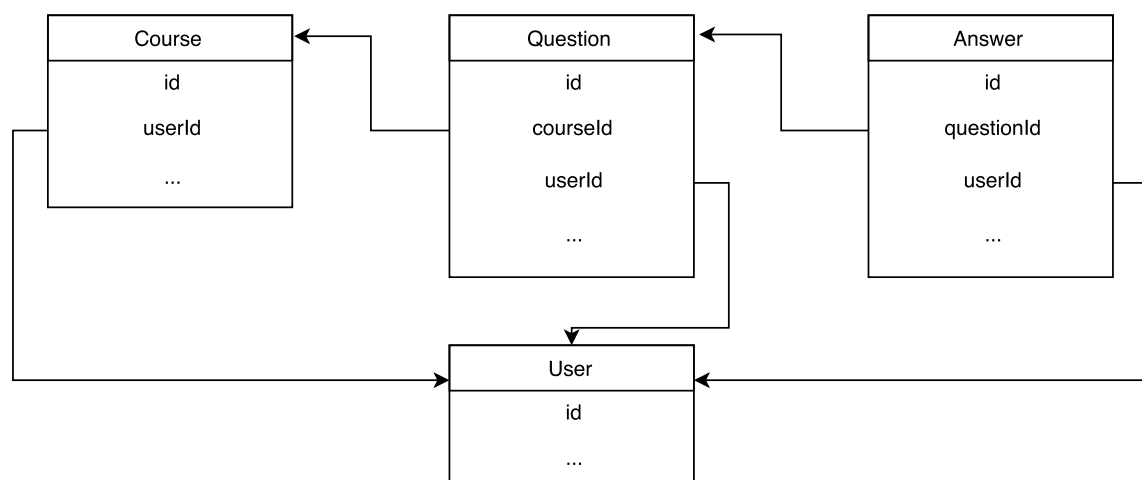 Course
id
userId
...
Question
id
courseId
userId
...
Answer
id
questionId
userId
...
User
id
...